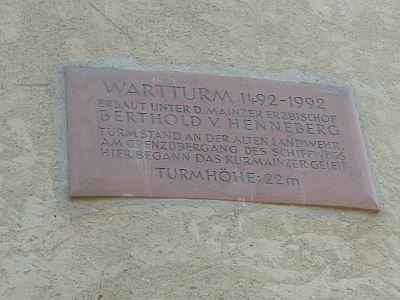 WARTTURM 1492-1992
ERBAUT UNTER D. MAINZER ERZBISCHOF
BERTHOLD V. HENNEBERG
TURM STAND AN DER ALTEN LANDWEHR,
AM GRENZÜBERGANG DES SCHIFFWEGS
HIER BEGANN DAS KURMAINZER GELEIT
TURMHÖHE: 22 m